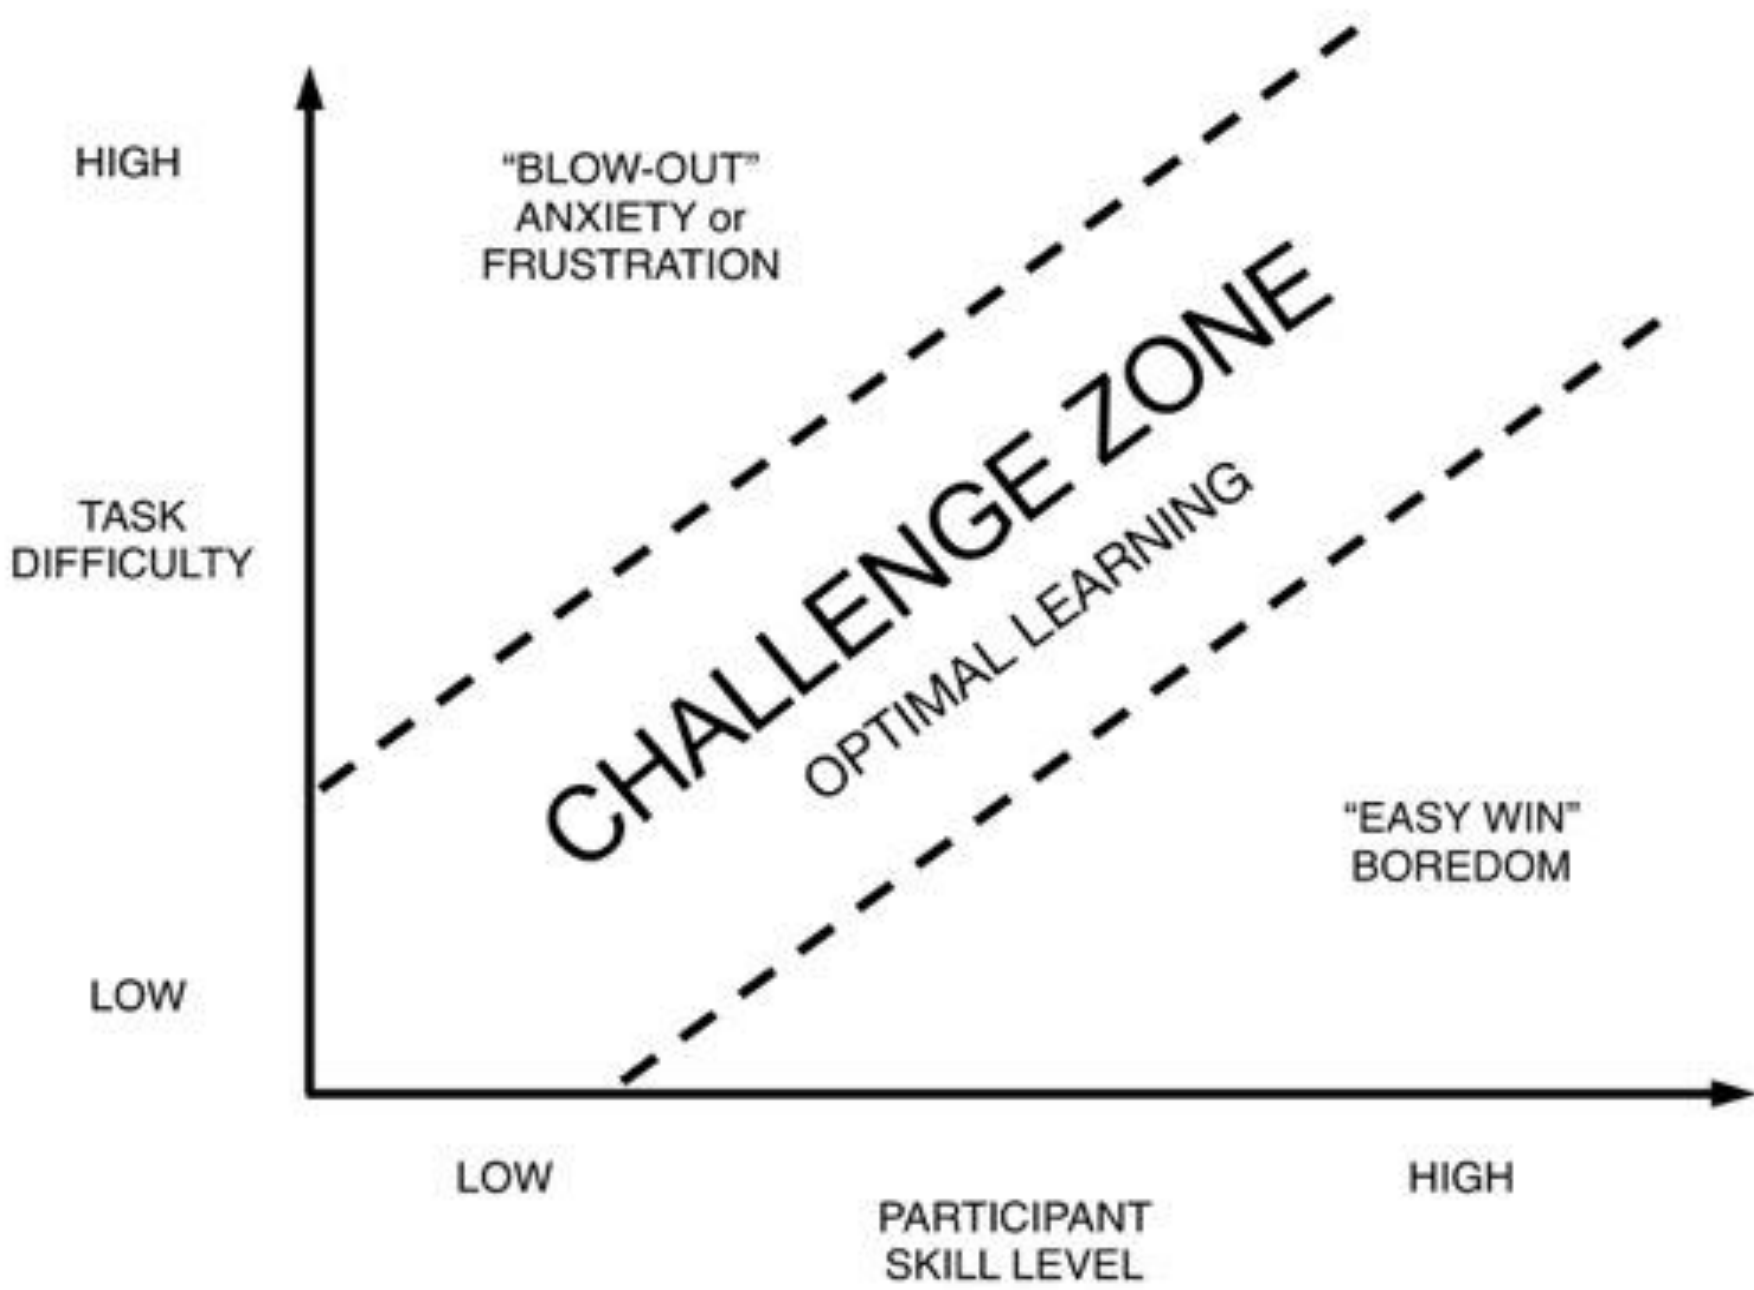 HIGH
“BLOW-OUT”
ANXIETY or
FRUSTRATION
CHALLENGE ZONE
OPTIMAL LEARNING
TASK
DIFFICULTY
“EASY WIN”
BOREDOM
LOW
LOW
HIGH
PARTICIPANT
SKILL LEVEL